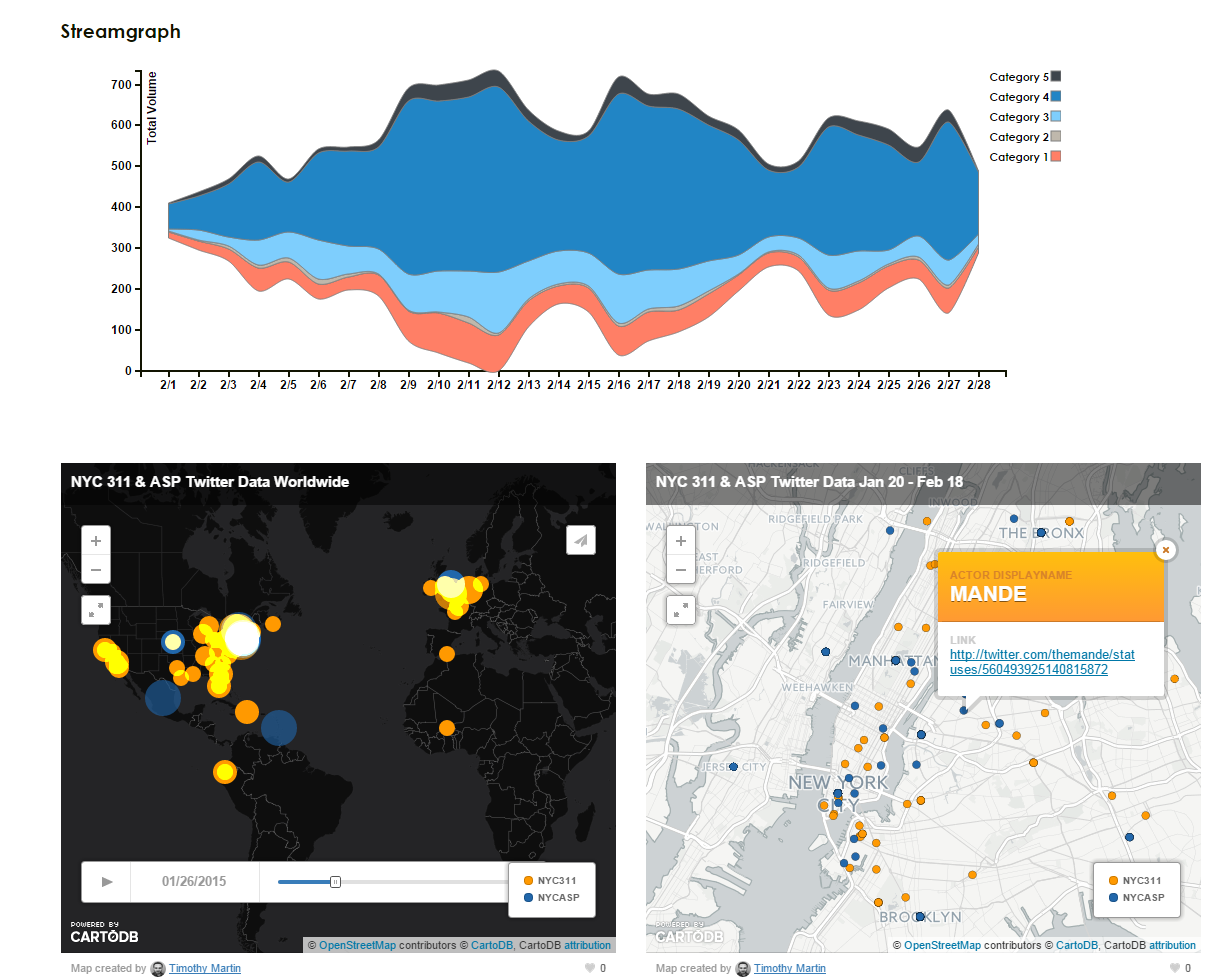 Streamgraph
Total Volume
700
600
500
400
300
200
100
0
2/1 2/2 2/3 2/4 2/5 2/6 2/7 2/8 2/9 2/10 2/11 2/12 2/13 2/14 2/15 2/16 2/17 2/18 2/19 2/20 2/21 2/22 2/23 2/24 2/25 2/26 2/27 2/28
Category 5
Category 4
Category 3
Category 2
Category 1
NYC 311 & ASP Twitter Data Worldwide
+
−
01/26/2015
NYC311
NYCASP
POWERED BY
CARTODB
© OpenStreetMap contributors © CartoDB, CartoDB attribution
Map created by Timothy Martin
0
NYC 311 & ASP Twitter Data Jan 20 - Feb 18
+
−
HACKENSACK
CLIFFS
INWOOD
RIDGEFIELD PARK
THE BRONX
EAST
RIDGEFIELD
FAIRVIEW
MANHATTAN
WEEHAWKEN
JERSEY CITY
NEW YORK
CITY
BROOKLYN
×
ACTOR DISPLAYNAME
MANDE
LINK
http://twitter.com/themande/stat
uses/560493925140815872
NYC311
NYCASP
POWERED BY
CARTODB
© OpenStreetMap contributors © CartoDB, CartoDB attribution
Map created by Timothy Martin
0